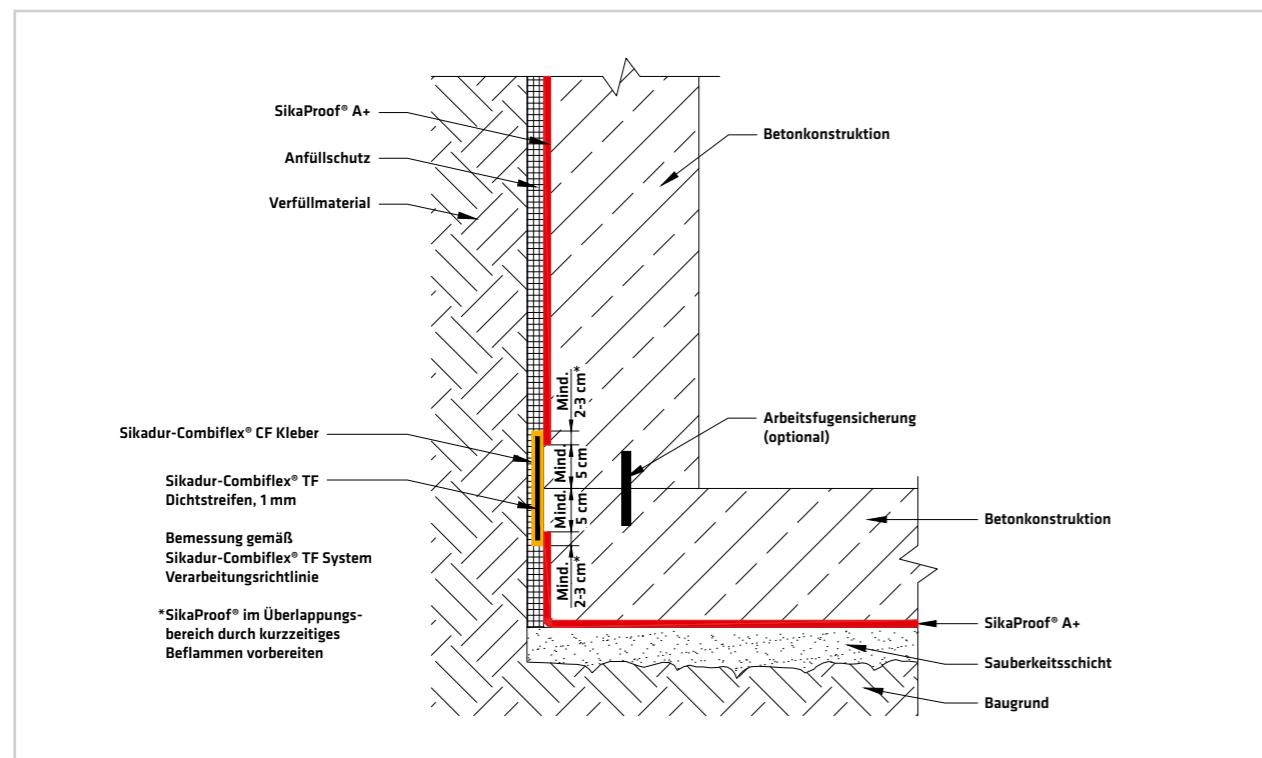 SikaProof® A+
Anfüllschutz
Verfüllmaterial
Betonkonstruktion
Mind.
2-3 cm*
Mind.
5 cm
Mind.
5 cm
Mind.
2-3 cm*
Arbeitsfugensicherung
(optional)
Sikadur-Combiflex® CF Kleber
Sikadur-Combiflex® TF
Dichtstreifen, 1 mm
Bemessung gemäß
Sikadur-Combiflex® TF System
Verarbeitungsrichtlinie
*SikaProof® im Überlappungs-
bereich durch kurzzeitiges
Beflammen vorbereiten
Betonkonstruktion
SikaProof® A+
Sauberkeitsschicht
Baugrund